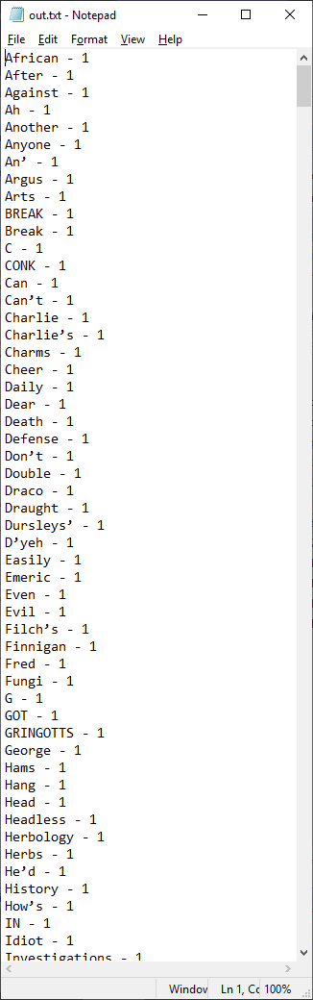 out.txt - Notepad
File Edit Format View Help
African - 1
After - 1
Against - 1
Ah - 1
Another - 1
Anyone - 1
An’ - 1
Argus - 1
Arts - 1
BREAK - 1
Break - 1
C - 1
CONK - 1
Can - 1
Can’t - 1
Charlie - 1
Charlie’s - 1
Charms - 1
Cheer - 1
Daily - 1
Dear - 1
Death - 1
Defense - 1
Don’t - 1
Double - 1
Draco - 1
Draught - 1
Dursleys’ - 1
D’yeh - 1
Easily - 1
Emeric - 1
Even - 1
Evil - 1
Filch’s - 1
Finnigan - 1
Fred - 1
Fungi - 1
G - 1
GOT - 1
GRINGOTTS - 1
George - 1
Hams - 1
Hang - 1
Head - 1
Headless - 1
Herbology - 1
Herbs - 1
He’d - 1
History - 1
How’s - 1
IN - 1
Idiot - 1
Investigations - 1
Window Ln 1, Co 100%